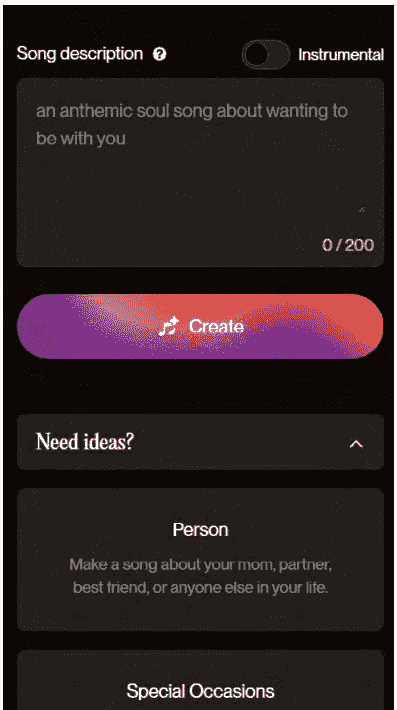 Song description ?
Instrumental
an anthemic soul song about wanting to
be with you
0 / 200
Create
Need ideas?
Person
Make a song about your mom, partner,
best friend, or anyone else in your life.
Special Occasions